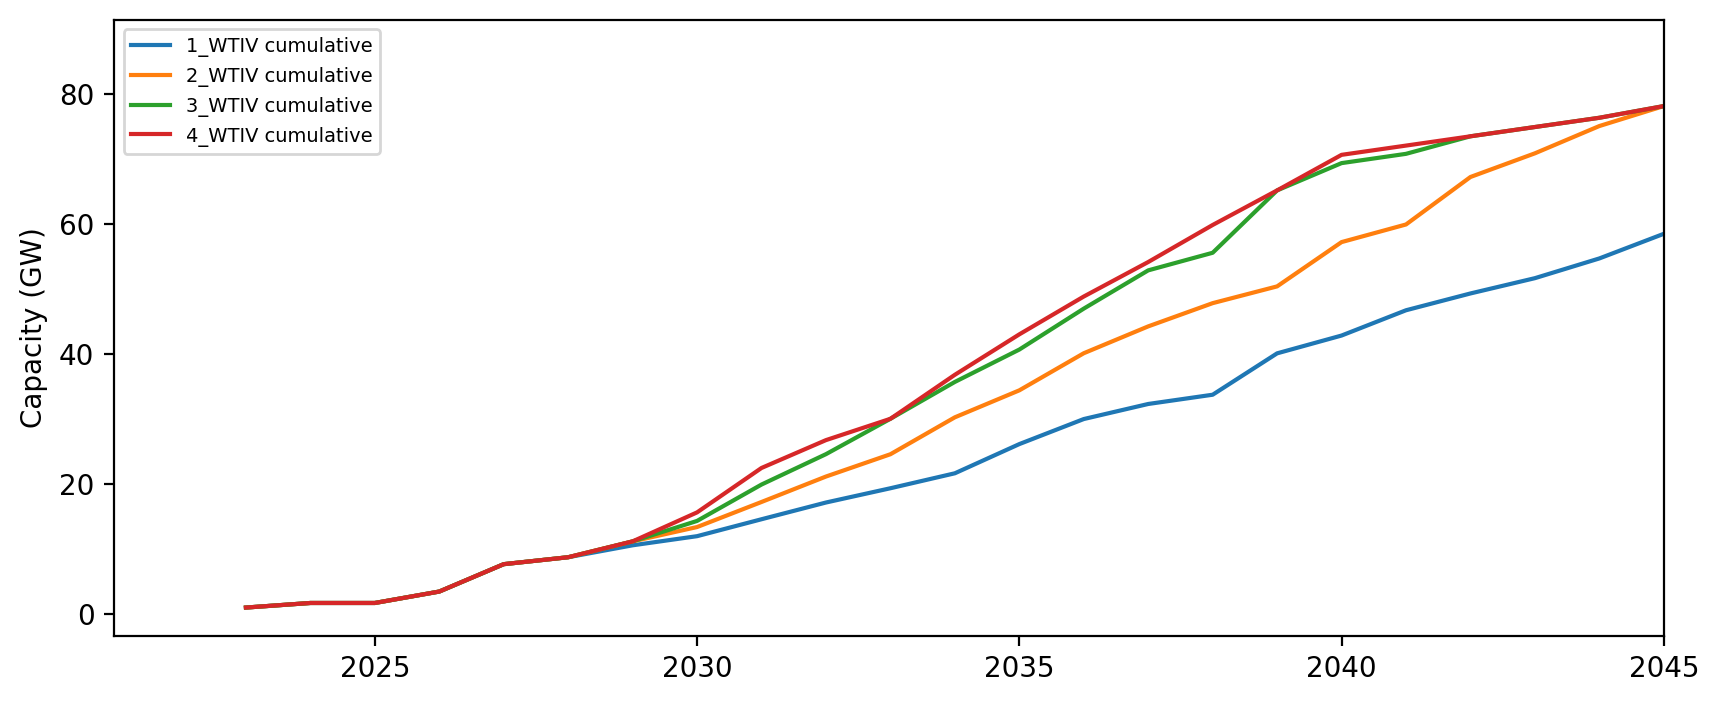 1_WTIV cumulative
2_WTIV cumulative
3_WTIV cumulative
4_WTIV cumulative
Capacity (GW)
80
60
40
20
0
2025 2030 2035 2040 2045